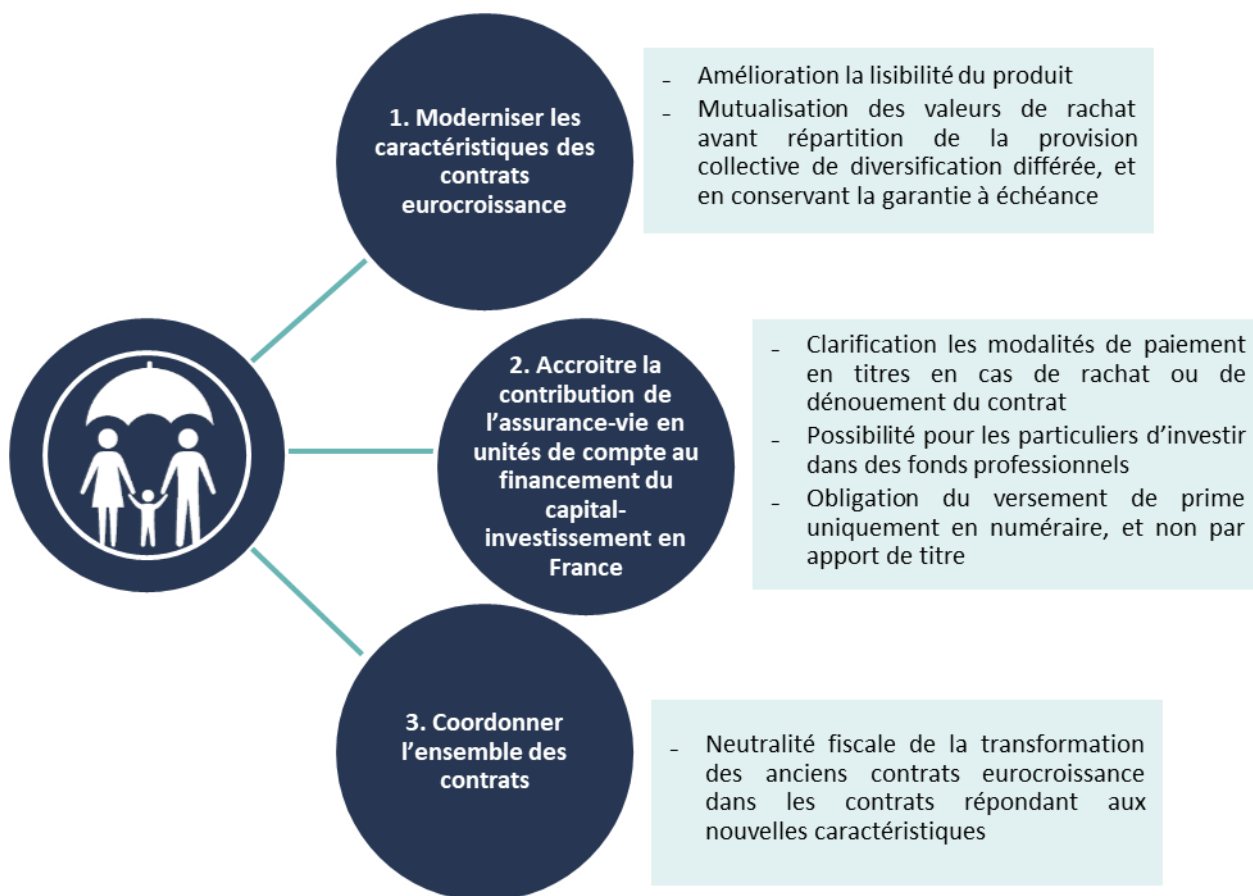 1. Moderniser les
caractéristiques des
contrats
eurocroissance
- Amélioration la lisibilité du produit
- Mutualisation des valeurs de rachat
avant répartition de la provision
collective de diversification différée, et
en conservant la garantie à échéance
2. Accroitre la
contribution de
l’assurance-vie en
unités de compte au
financement du
capital-
investissement en
France
- Clarification les modalités de paiement
en titres en cas de rachat ou de
dénouement du contrat
- Possibilité pour les particuliers d’investir
dans des fonds professionnels
- Obligation du versement de prime
uniquement en numéraire, et non par
apport de titre
3. Coordonner
l’ensemble des
contrats
- Neutralité fiscale de la transformation
des anciens contrats eurocroissance
dans les contrats répondant aux
nouvelles caractéristiques